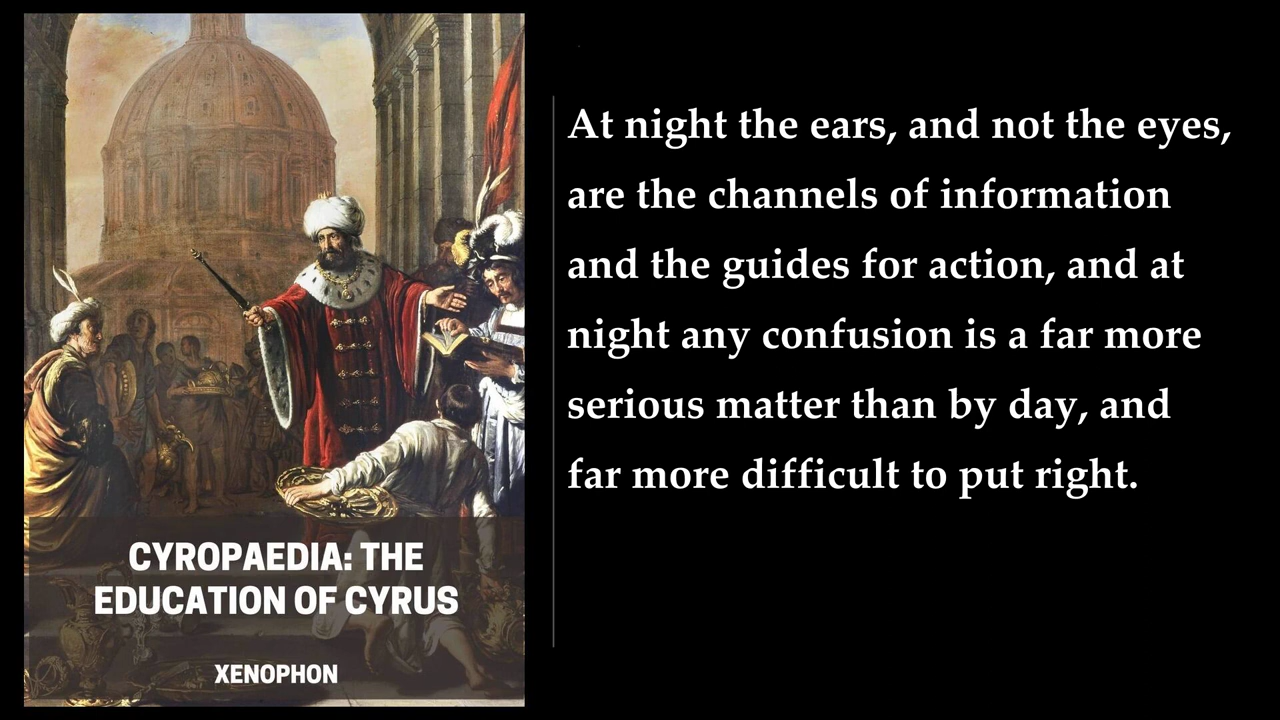 CYROPAEDIA: THE
EDUCATION OF CYRUS
XENOPHON
At night the ears, and not the eyes,
are the channels of information
and the guides for action, and at
night any confusion is a far more
serious matter than by day, and
far more difficult to put right.